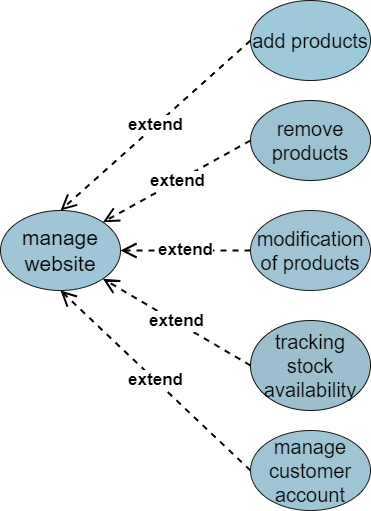 add products
extend
remove
products
extend
manage
website
extend
modification
of products
extend
tracking
stock
availability
extend
manage
customer
account